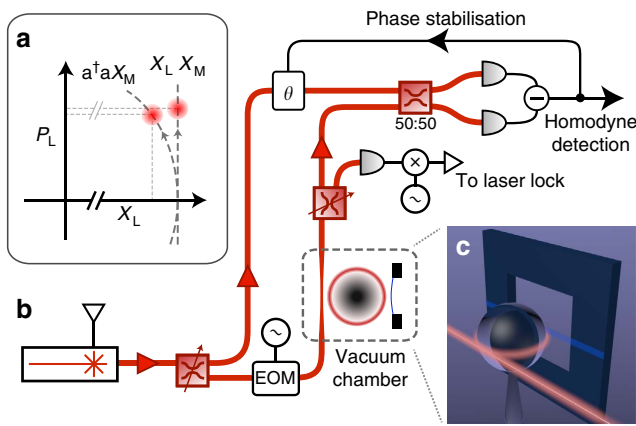 a
a†aX_M
X_L X_M
P_L
X_L
Phase stabilisation
θ
50:50
Homodyne
detection
To laser lock
b
EOM
Vacuum
chamber
c